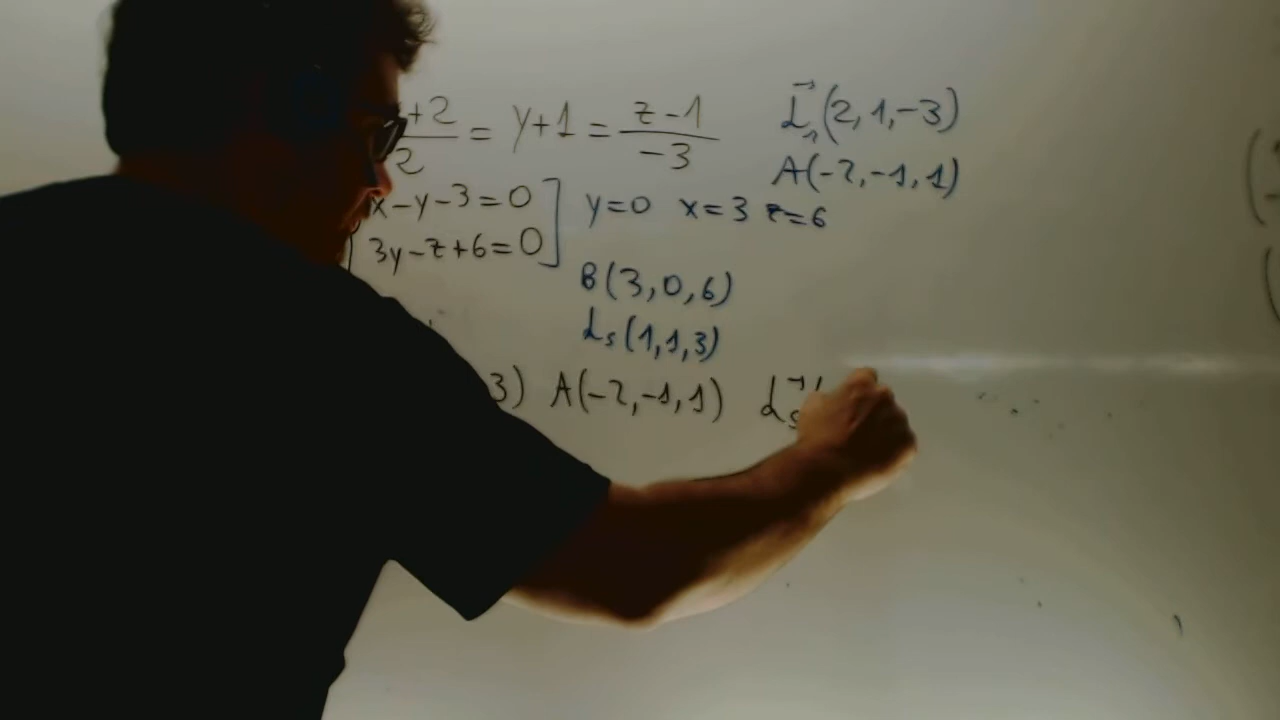 +2/2 = y+1 = z-1/-3
x-y-3=0
3y-z+6=0
y=0 x=3 z=6
B(3,0,6)
ds(1,1,3)
3) A(-2,-1,1) ds
d1(2,1,-3)
A(-2,-1,1)